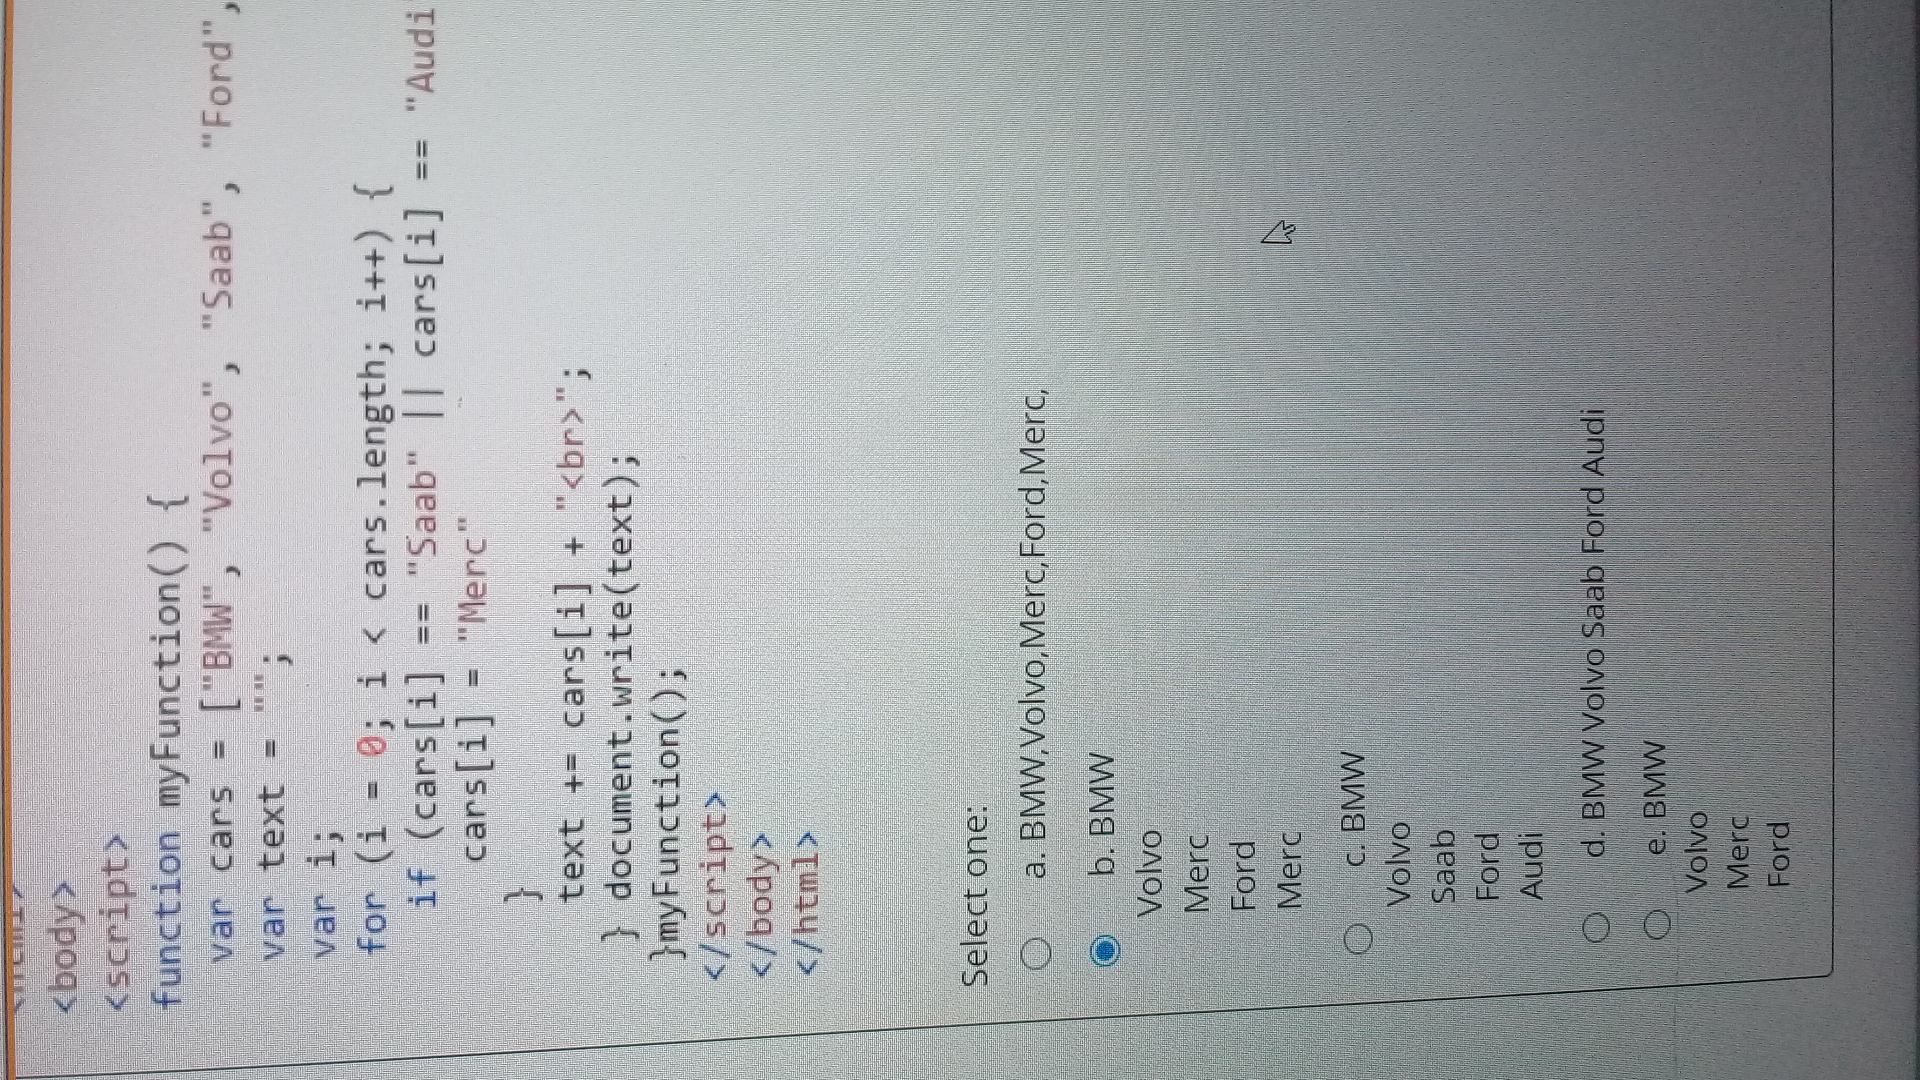 <body>
<script>
function myFunction() {
var cars = ["BMW", "Volvo", "Saab", "Ford",
var text = "";
var i;
for (i = 0; i < cars.length; i++) {
if (cars[i] == "Saab" || cars[i] == "Audi
cars[i] = "Merc"
}
text += cars[i] + "<br>";
} document.write(text);
}myFunction();
</script>
</body>
</html>
Select one:
a. BMW,Volvo,Merc,Ford,Merc,
b. BMW
Volvo
Merc
Ford
Merc
c. BMW
Volvo
Saab
Ford
Audi
d. BMW Volvo Saab Ford Audi
e. BMW
Volvo
Merc
Ford